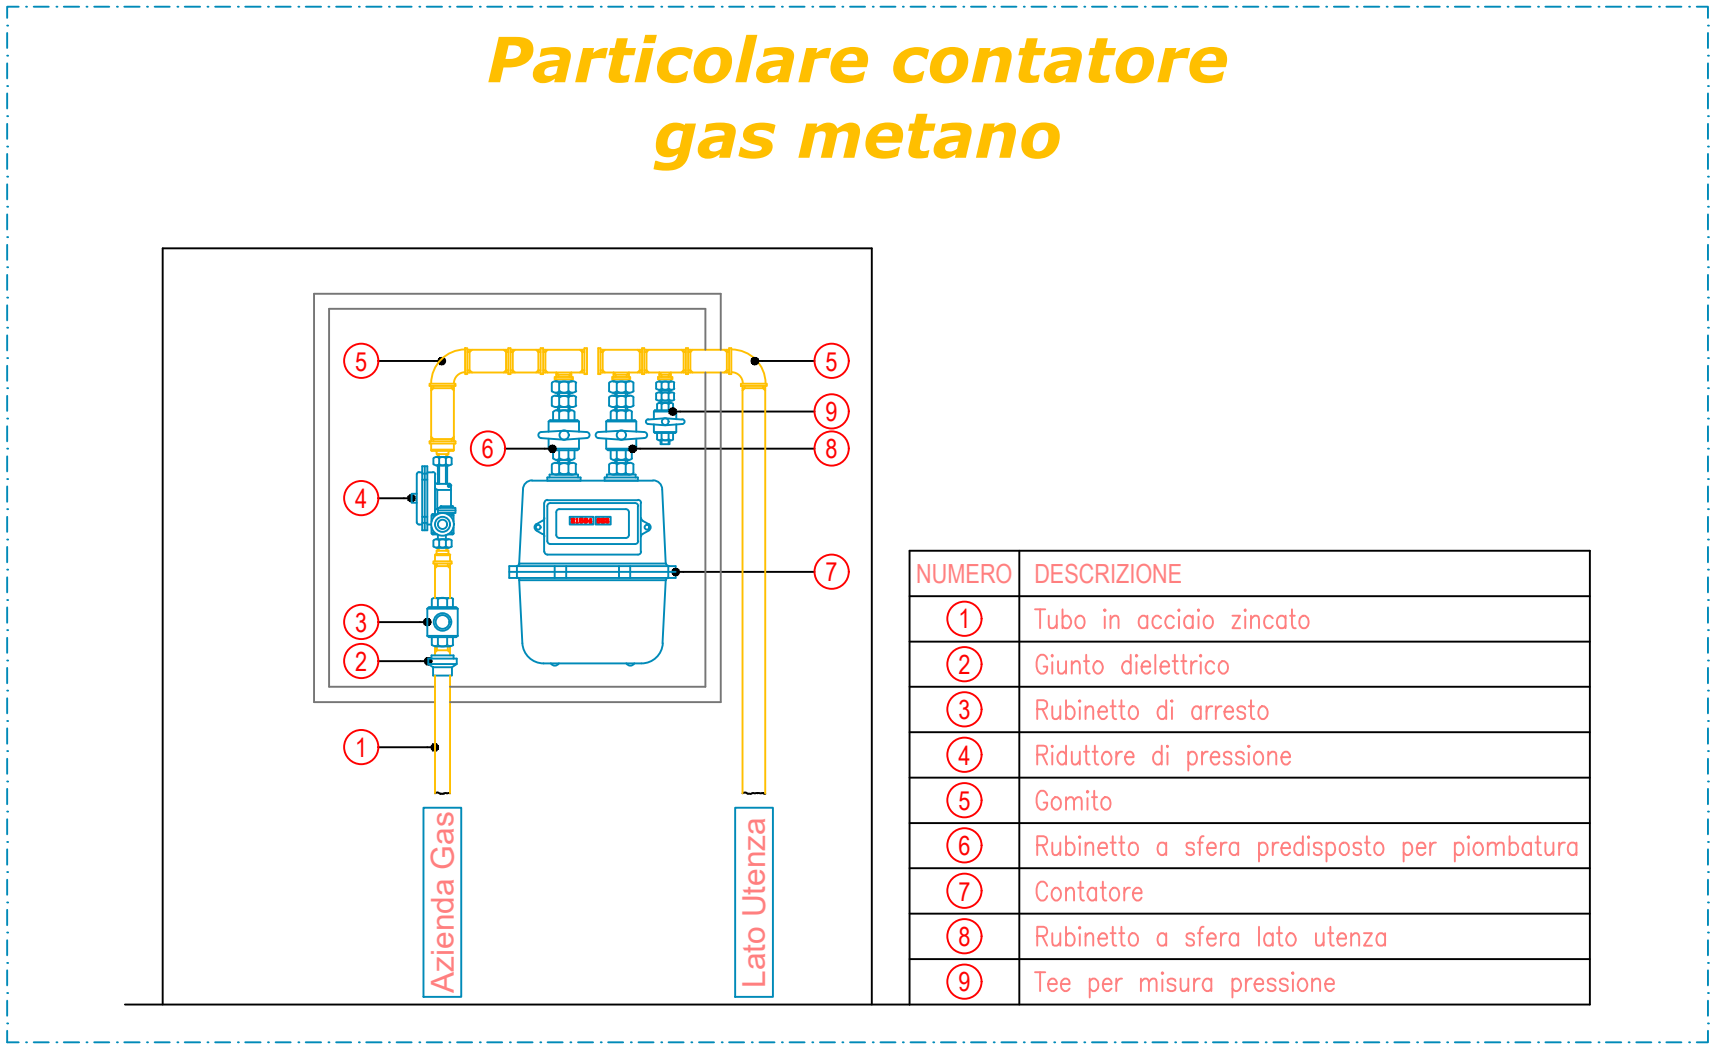 Particolare contatore
gas metano
5
5
9
6
8
4
7
3
2
1
Azienda Gas
Lato Utenza
NUMERO DESCRIZIONE
1 Tubo in acciaio zincato
2 Giunto dielettrico
3 Rubinetto di arresto
4 Riduttore di pressione
5 Gomito
6 Rubinetto a sfera predisposto per piombatura
7 Contatore
8 Rubinetto a sfera lato utenza
9 Tee per misura pressione